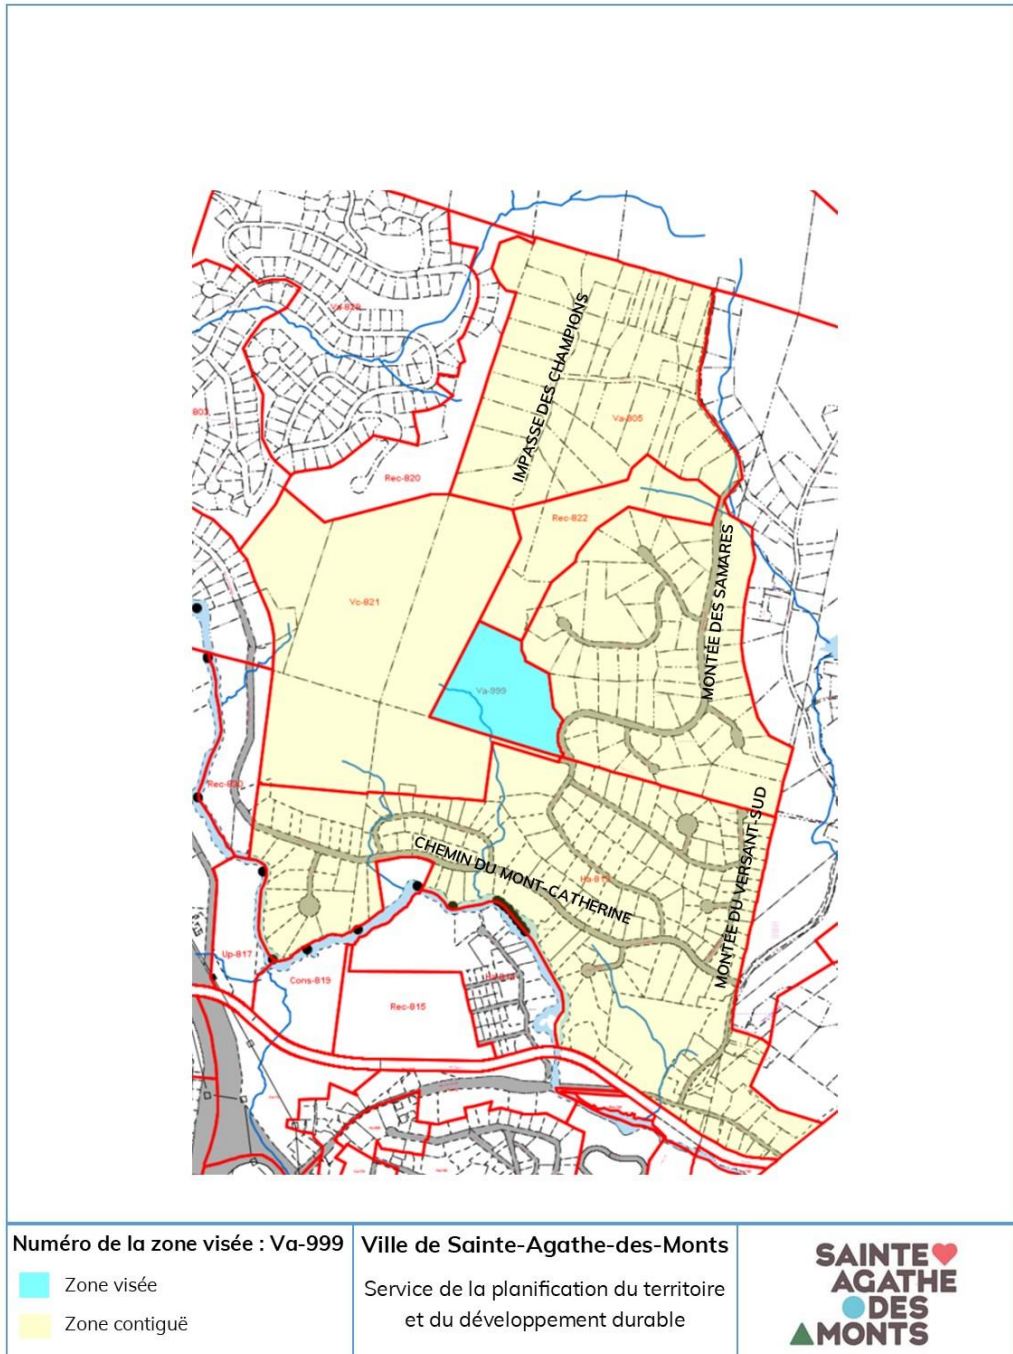 IMPASSE DES CHAMPIONS
Va-805
Rec-820
Rec-822
MONTÉE DES SAMARES
Vc-821
Va-999
CHEMIN DU MONT-CATHERINE
MONTÉE DU VERSANT-SUD
Up-817
Cons-819
Rec-815
Numéro de la zone visée : Va-999
Zone visée
Zone contiguë
Ville de Sainte-Agathe-des-Monts
Service de la planification du territoire
et du développement durable
SAINTE
AGATHE
DES
MONTS